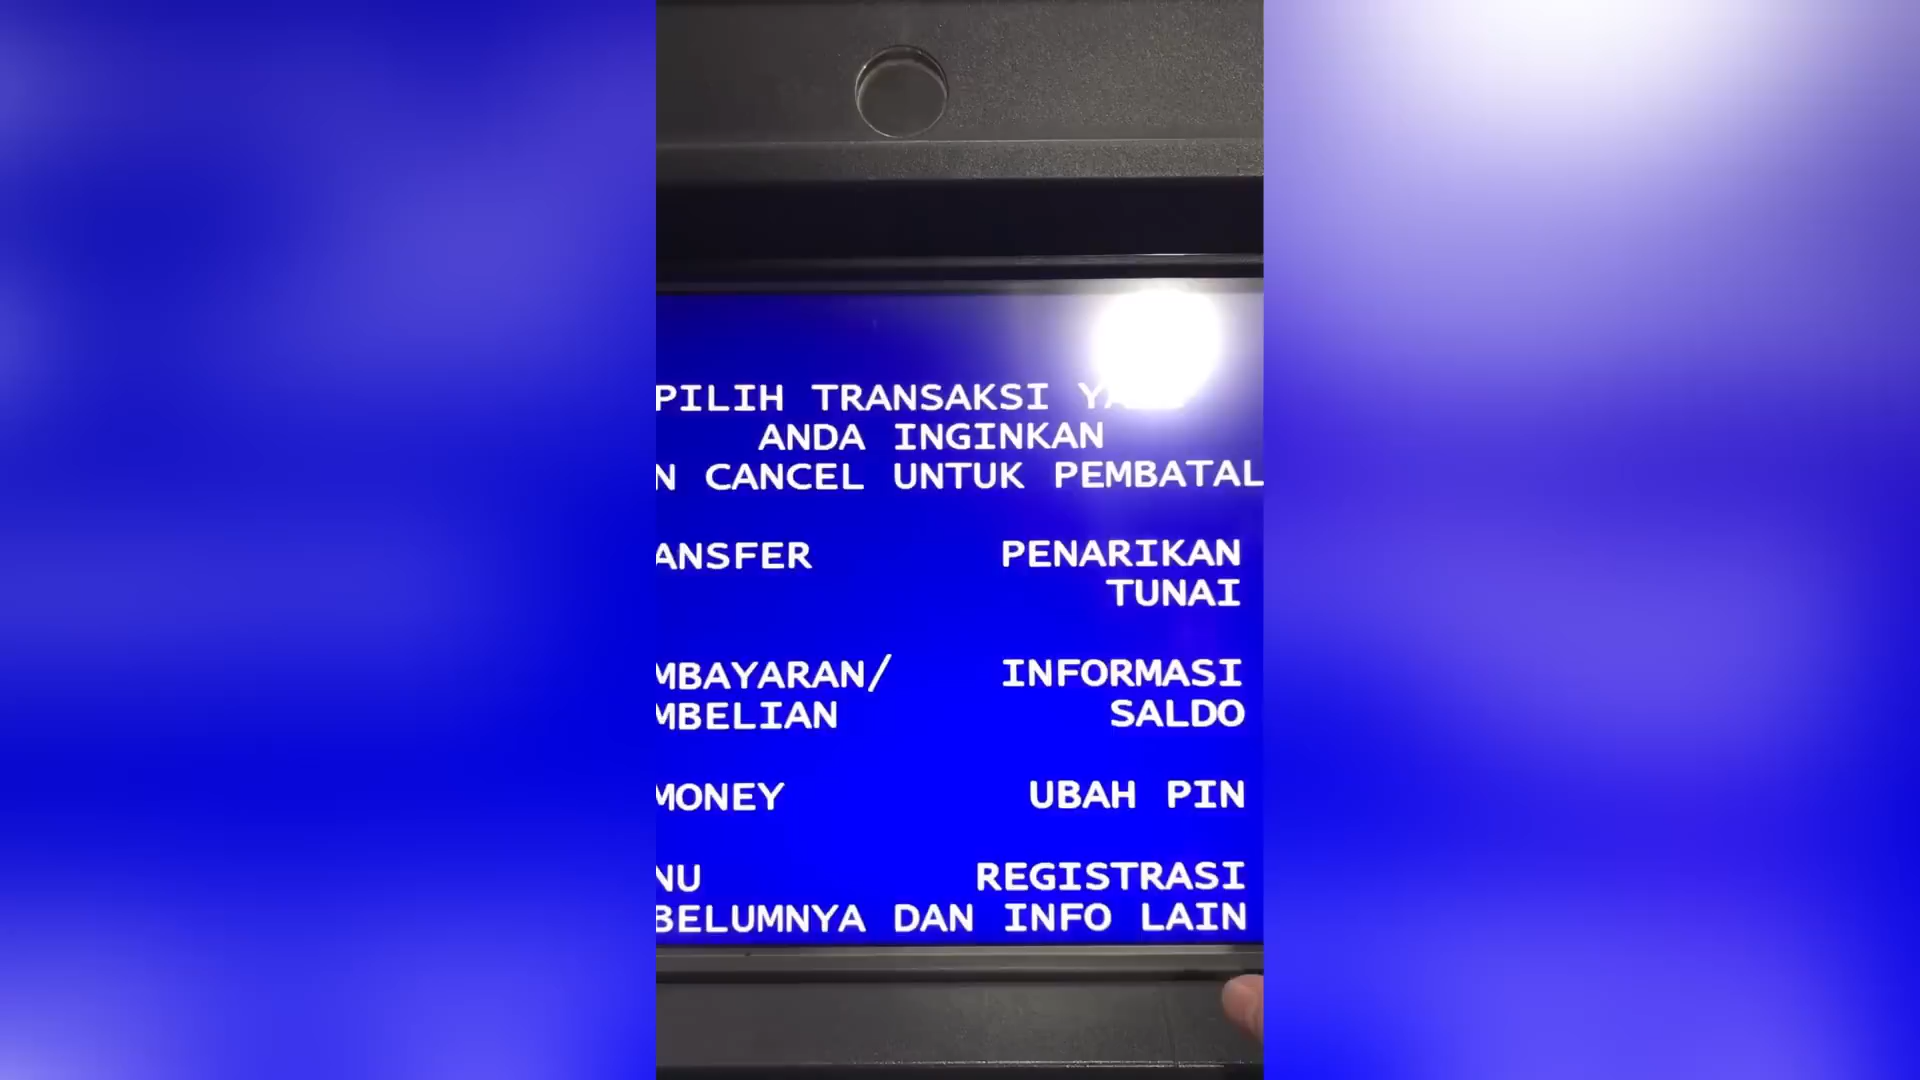 PILIH TRANSAKSI
ANDA INGINKAN
N CANCEL UNTUK PEMBATAL
ANSFER PENARIKAN
TUNAI
MBAYARAN/ INFORMASI
MBELIAN SALDO
MONEY UBAH PIN
NU REGISTRASI
BELUMNYA DAN INFO LAIN